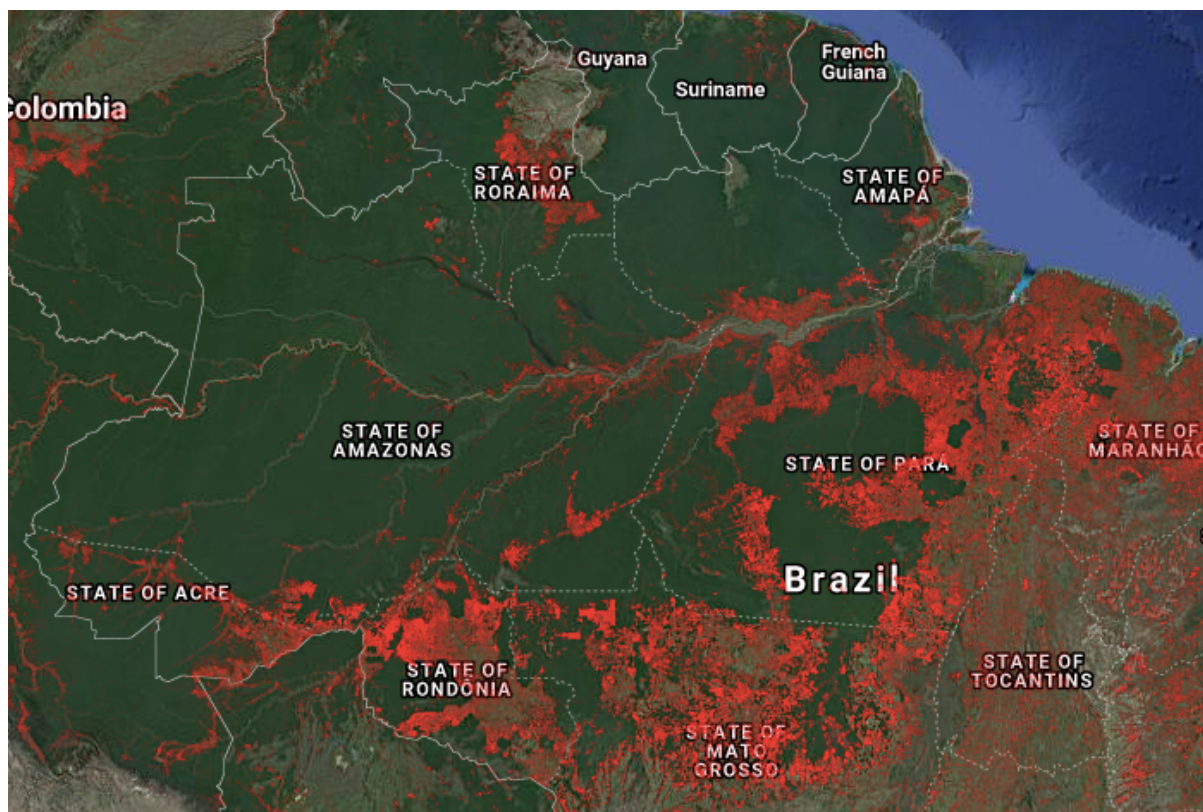 Guyana
French
Guiana
Suriname
Colombia
STATE OF
RORAIMA
STATE OF
AMAPÁ
STATE OF
AMAZONAS
STATE OF PARÁ
STATE OF
MARANHÃO
STATE OF ACRE
Brazil
STATE OF
RONDÔNIA
STATE OF
TOCANTINS
STATE OF
MATO
GROSSO